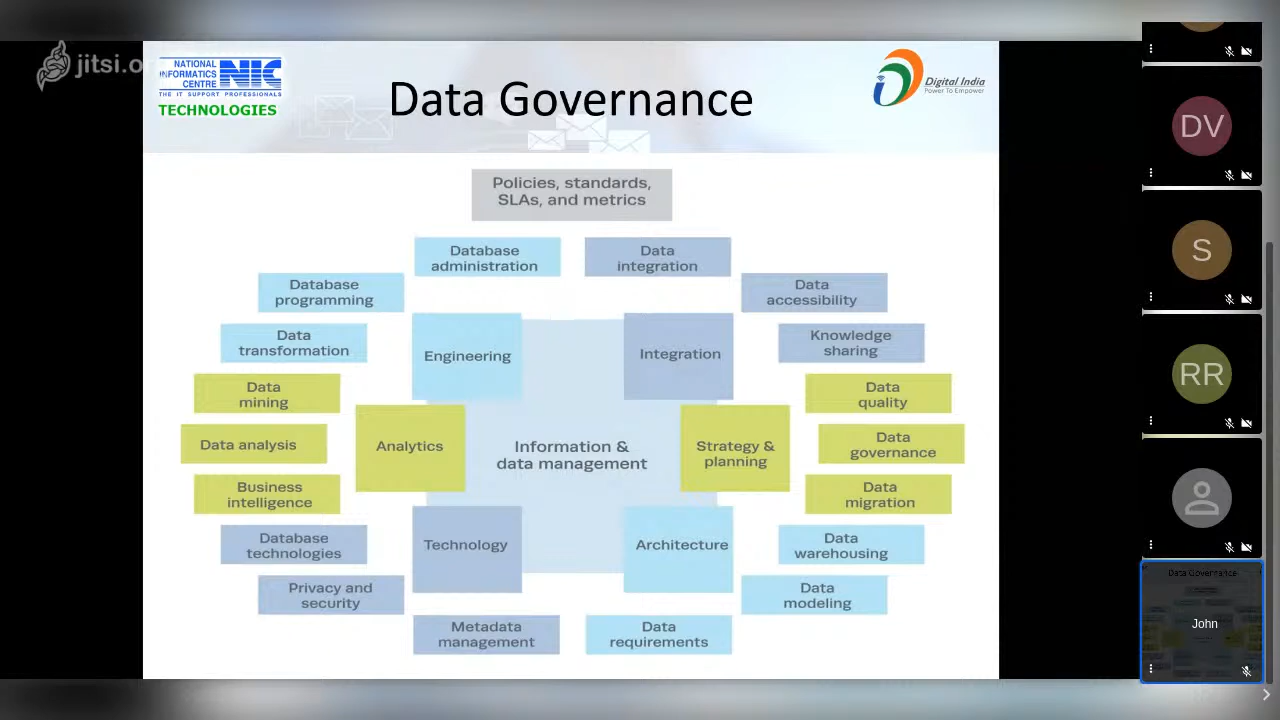 jitsi.or
NATIONAL
INFORMATICS
CENTRE
NIC
THE IT SUPPORT PROFESSIONALS
TECHNOLOGIES
Data Governance
Digital India
Power To Empower
Policies, standards,
SLAs, and metrics
Database
administration
Data
integration
Database
programming
Data
accessibility
Data
transformation
Engineering
Integration
Knowledge
sharing
Data
mining
Data
quality
Data analysis
Analytics
Information &
data management
Strategy &
planning
Data
governance
Business
intelligence
Data
migration
Database
technologies
Technology
Architecture
Data
warehousing
Privacy and
security
Data
modeling
Metadata
management
Data
requirements
DV
S
RR
Data Governance
John